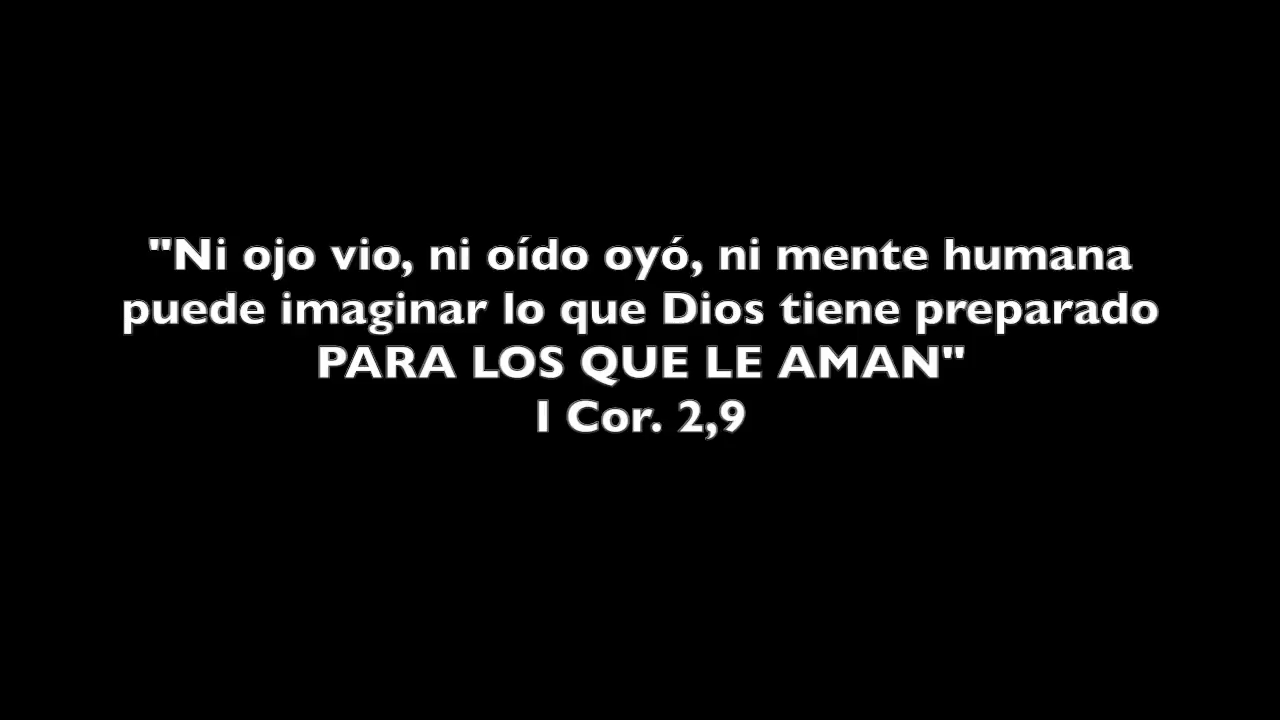 "Ni ojo vio, ni oído oyó, ni mente humana
puede imaginar lo que Dios tiene preparado
PARA LOS QUE LE AMAN"
1 Cor. 2,9